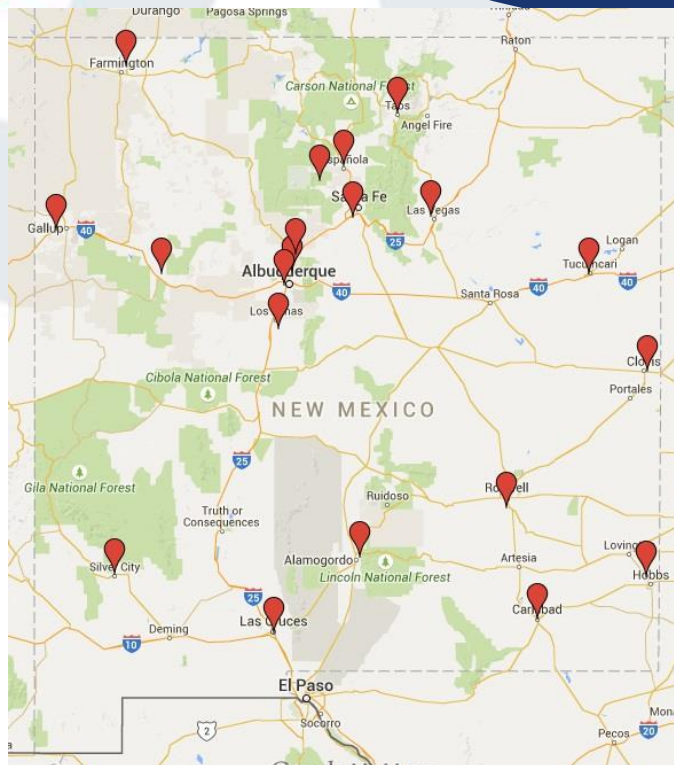 Durango
Pagosa Springs
Trinidad
Farmington
Raton
Carson National Forest
Taos
Angel Fire
Española
Santa Fe
Las Vegas
Gallup
40
25
Logan
Tucumcari
Albuquerque
40
40
40
Santa Rosa
Los Lunas
Clovis
Cibola National Forest
Portales
NEW MEXICO
25
Gila National Forest
Roswell
Ruidoso
Truth or
Consequences
Alamogordo
Artesia
Lovington
Silver City
Lincoln National Forest
Hobbs
25
Las Cruces
Carlsbad
10
Deming
El Paso
Socorro
2
20
Pecos